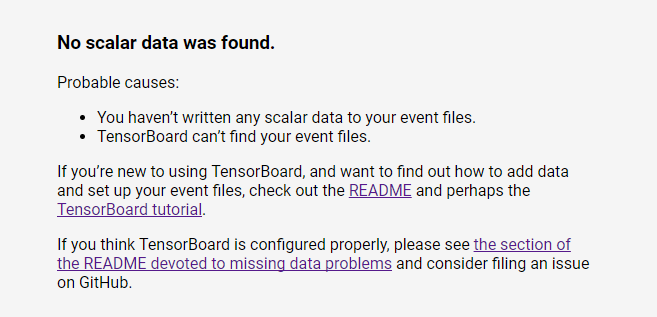 No scalar data was found.
Probable causes:
• You haven’t written any scalar data to your event files.
• TensorBoard can’t find your event files.
If you’re new to using TensorBoard, and want to find out how to add data
and set up your event files, check out the README and perhaps the
TensorBoard tutorial.
If you think TensorBoard is configured properly, please see the section of
the README devoted to missing data problems and consider filing an issue
on GitHub.